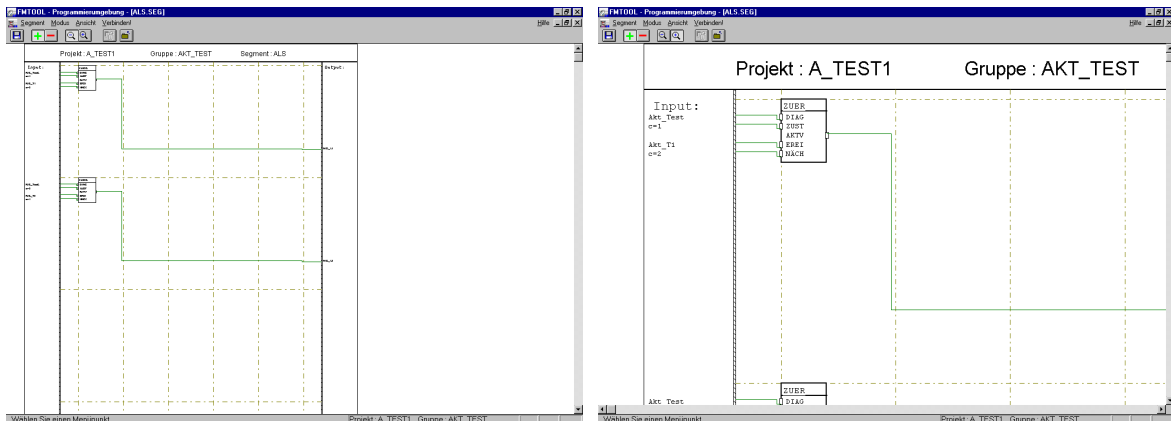 FMTOOL - Programmierumgebung - [ALS.SEG]
Segment Modus Ansicht Verbinden! Hilfe
Projekt : A_TEST1 Gruppe : AKT_TEST Segment : ALS
Input: Output:
Wählen Sie einen Menüpunkt Projekt: A_TEST1 Gruppe: AKT_TEST
FMTOOL - Programmierumgebung - [ALS.SEG]
Segment Modus Ansicht Verbinden! Hilfe
Projekt : A_TEST1 Gruppe : AKT_TEST
Input:
ZUER
Akt_Test DIAG
c=1 ZUST
AKTV
Akt_T1 EREI
c=2 NÄCH
ZUER
Akt_Test DIAG
Wählen Sie einen Menüpunkt Projekt: A_TEST1 Gruppe: AKT_TEST